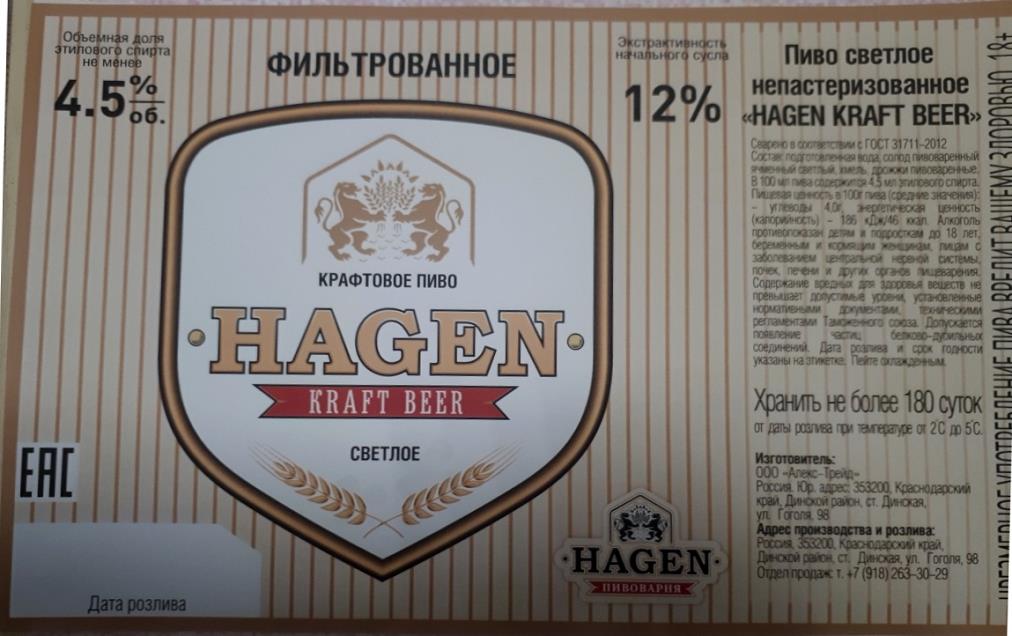 Объемная доля
этилового спирта
не менее
4.5% об.
ФИЛЬТРОВАННОЕ
Экстрактивность
начального сусла
12%
КРАФТОВОЕ ПИВО
HAGEN
KRAFT BEER
СВЕТЛОЕ
EAC
Дата розлива
HAGEN
ПИВОВАРНЯ
Пиво светлое
непастеризованное
«HAGEN KRAFT BEER»
Сварено в соответствии с ГОСТ 31711-2012
Состав: подготовленная вода, солод пивоваренный
ячменный светлый, хмель, дрожжи пивоваренные.
В 100 мл пива содержится 4,5 мл этилового спирта.
Пищевая ценность в 100г пива (средние значения):
- углеводы 4,0г, энергетическая ценность
(калорийность) - 186 кДж/46 ккал. Алкоголь
противопоказан детям и подросткам до 18 лет,
беременным и кормящим женщинам, лицам с
заболеванием центральной нервной системы,
почек, печени и других органов пищеварения.
Содержание вредных для здоровья веществ не
превышает допустимые уровни, установленные
нормативными документами, техническими
регламентами Таможенного союза. Допускается
появление частиц белково-дубильных
соединений. Дата розлива и срок годности
указаны на этикетке. Пейте охлажденным.
Хранить не более 180 суток
от даты розлива при температуре от 2˚С до 5˚С.
Изготовитель:
ООО «Алекс-Трейд»
Россия. Юр. адрес: 353200, Краснодарский
край, Динской район, ст. Динская,
ул. Гоголя, 98
Адрес производства и розлива:
Россия, 353200, Краснодарский край,
Динской район, ст. Динская, ул. Гоголя, 98
Отдел продаж: т. +7 (918) 263-30-29
ЧРЕЗМЕРНОЕ УПОТРЕБЛЕНИЕ ПИВА ВРЕДИТ ВАШЕМУ ЗДОРОВЬЮ 18+